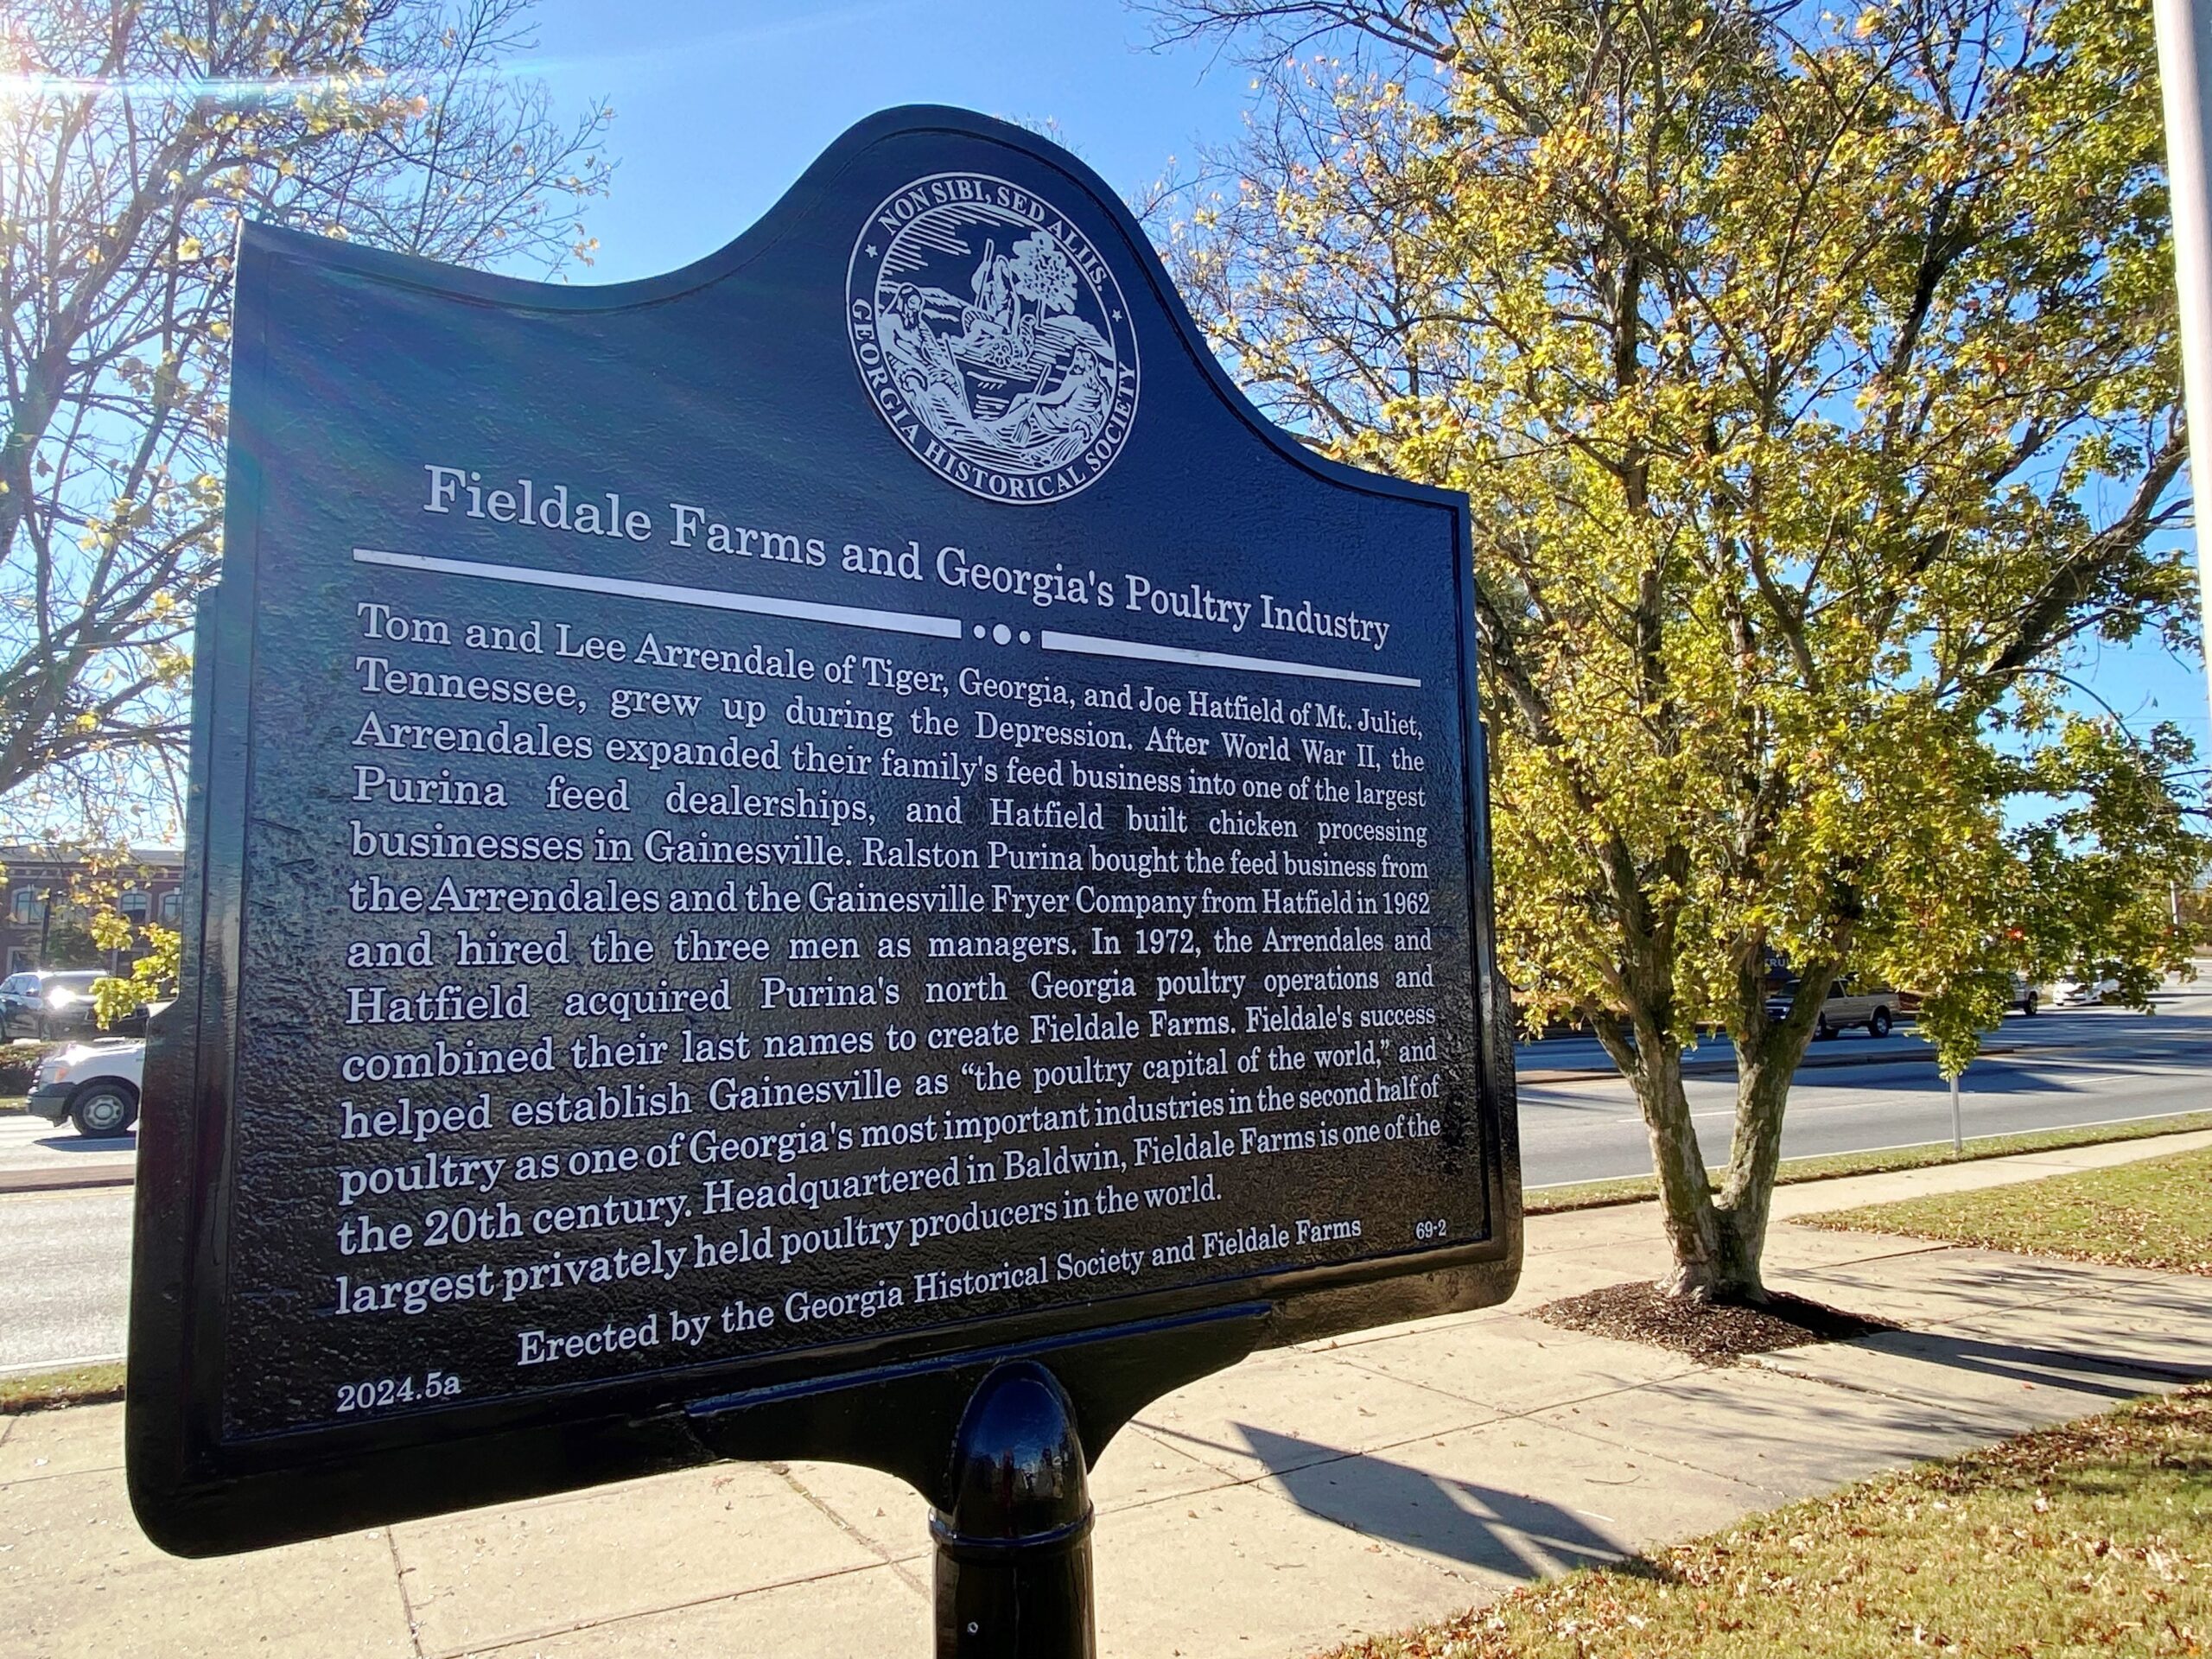 NON SIBI, SED ALIIS.
GEORGIA HISTORICAL SOCIETY
Fieldale Farms and Georgia's Poultry Industry
Tom and Lee Arrendale of Tiger, Georgia, and Joe Hatfield of Mt. Juliet,
Tennessee, grew up during the Depression. After World War II, the
Arrendales expanded their family's feed business into one of the largest
Purina feed dealerships, and Hatfield built chicken processing
businesses in Gainesville. Ralston Purina bought the feed business from
the Arrendales and the Gainesville Fryer Company from Hatfield in 1962
and hired the three men as managers. In 1972, the Arrendales and
Hatfield acquired Purina's north Georgia poultry operations and
combined their last names to create Fieldale Farms. Fieldale's success
helped establish Gainesville as “the poultry capital of the world,” and
poultry as one of Georgia's most important industries in the second half of
the 20th century. Headquartered in Baldwin, Fieldale Farms is one of the
largest privately held poultry producers in the world.
Erected by the Georgia Historical Society and Fieldale Farms
69-2
2024.5a